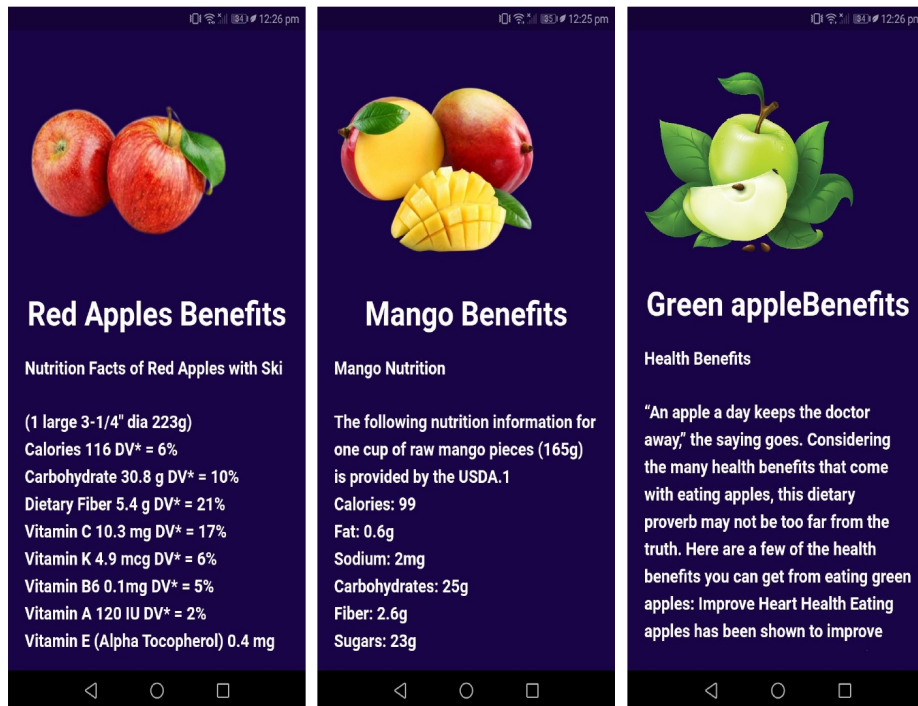 94 12:26 pm
Red Apples Benefits
Nutrition Facts of Red Apples with Ski
(1 large 3-1/4" dia 223g)
Calories 116 DV* = 6%
Carbohydrate 30.8 g DV* = 10%
Dietary Fiber 5.4 g DV* = 21%
Vitamin C 10.3 mg DV* = 17%
Vitamin K 4.9 mcg DV* = 6%
Vitamin B6 0.1mg DV* = 5%
Vitamin A 120 IU DV* = 2%
Vitamin E (Alpha Tocopherol) 0.4 mg
95 12:25 pm
Mango Benefits
Mango Nutrition
The following nutrition information for
one cup of raw mango pieces (165g)
is provided by the USDA.1
Calories: 99
Fat: 0.6g
Sodium: 2mg
Carbohydrates: 25g
Fiber: 2.6g
Sugars: 23g
94 12:26 pm
Green appleBenefits
Health Benefits
“An apple a day keeps the doctor
away,” the saying goes. Considering
the many health benefits that come
with eating apples, this dietary
proverb may not be too far from the
truth. Here are a few of the health
benefits you can get from eating green
apples: Improve Heart Health Eating
apples has been shown to improve